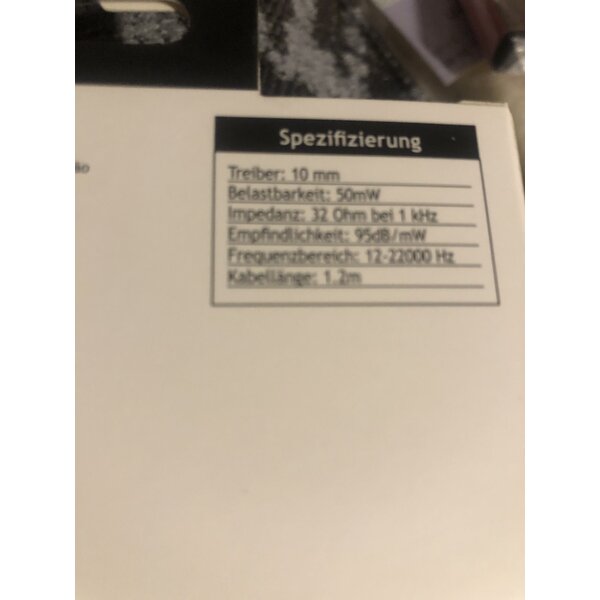 Spezifizierung
Treiber: 10 mm
Belastbarkeit: 50mW
Impedanz: 32 Ohm bei 1 kHz
Empfindlichkeit: 95dB/mW
Frequenzbereich: 12-22000 Hz
Kabellänge: 1.2m